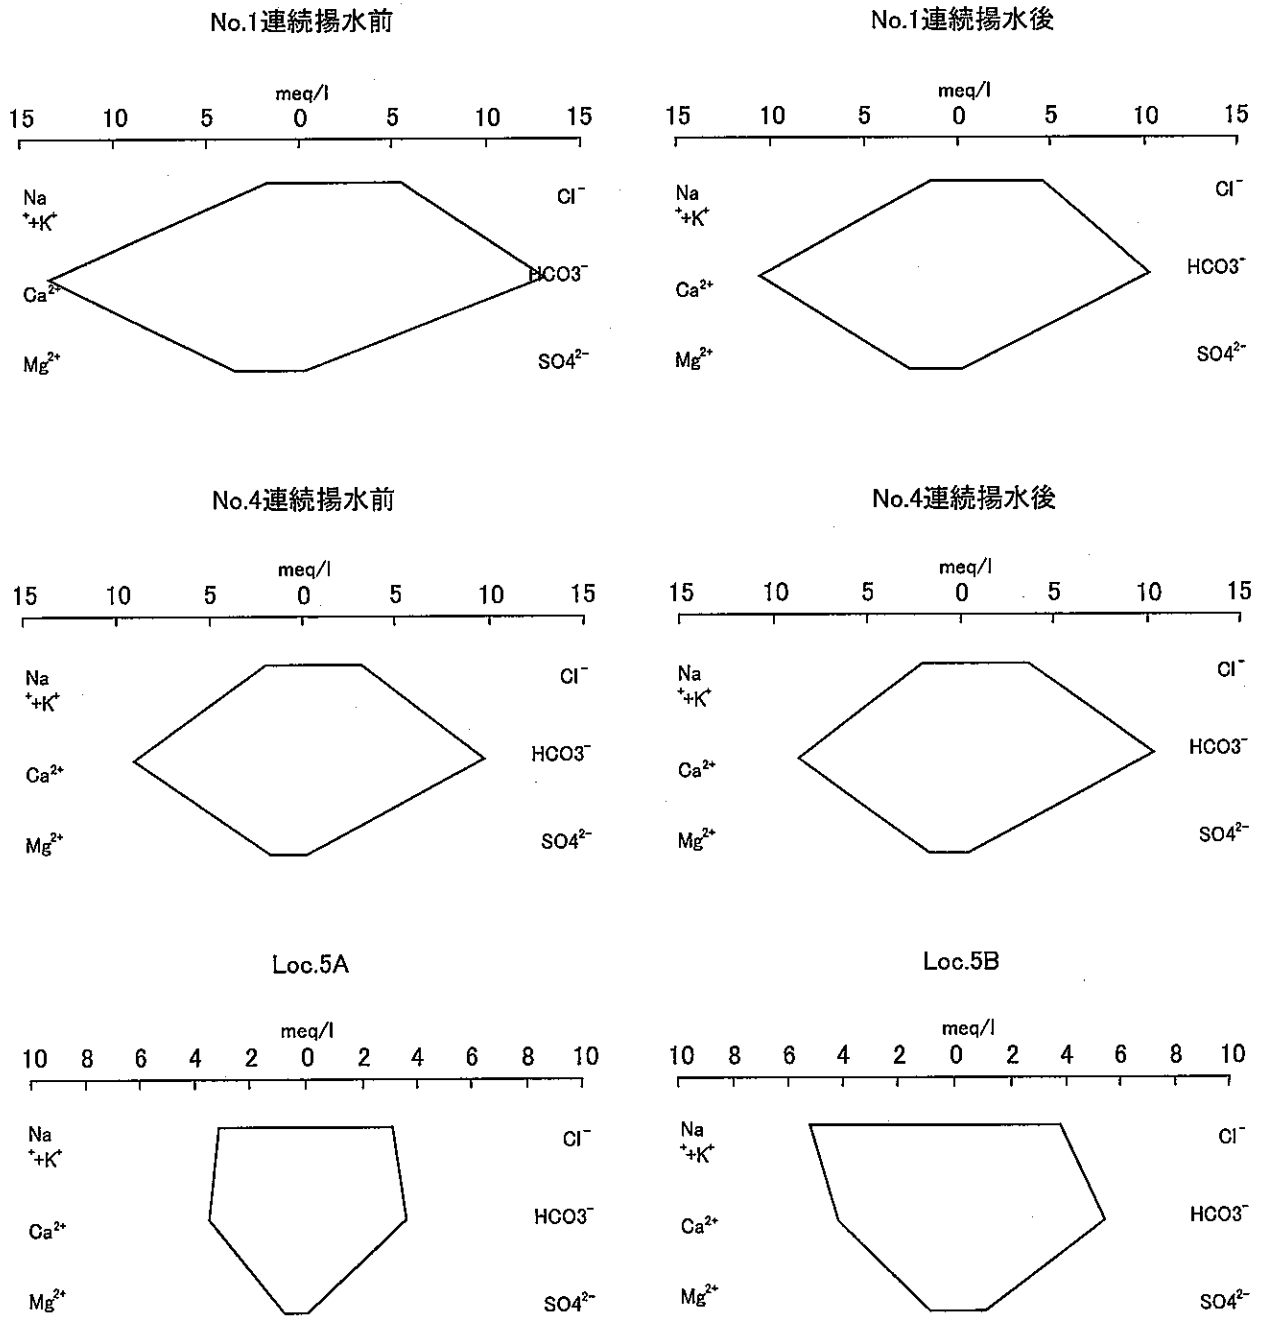 No.1連続揚水前
meq/l
15 10 5 0 5 10 15
Na
++K+
Cl−
Ca2+
HCO3−
Mg2+
SO42−
No.1連続揚水後
meq/l
15 10 5 0 5 10 15
Na
++K+
Cl−
Ca2+
HCO3−
Mg2+
SO42−
No.4連続揚水前
meq/l
15 10 5 0 5 10 15
Na
++K+
Cl−
Ca2+
HCO3−
Mg2+
SO42−
No.4連続揚水後
meq/l
15 10 5 0 5 10 15
Na
++K+
Cl−
Ca2+
HCO3−
Mg2+
SO42−
Loc.5A
meq/l
10 8 6 4 2 0 2 4 6 8 10
Na
++K+
Cl−
Ca2+
HCO3−
Mg2+
SO42−
Loc.5B
meq/l
10 8 6 4 2 0 2 4 6 8 10
Na
++K+
Cl−
Ca2+
HCO3−
Mg2+
SO42−